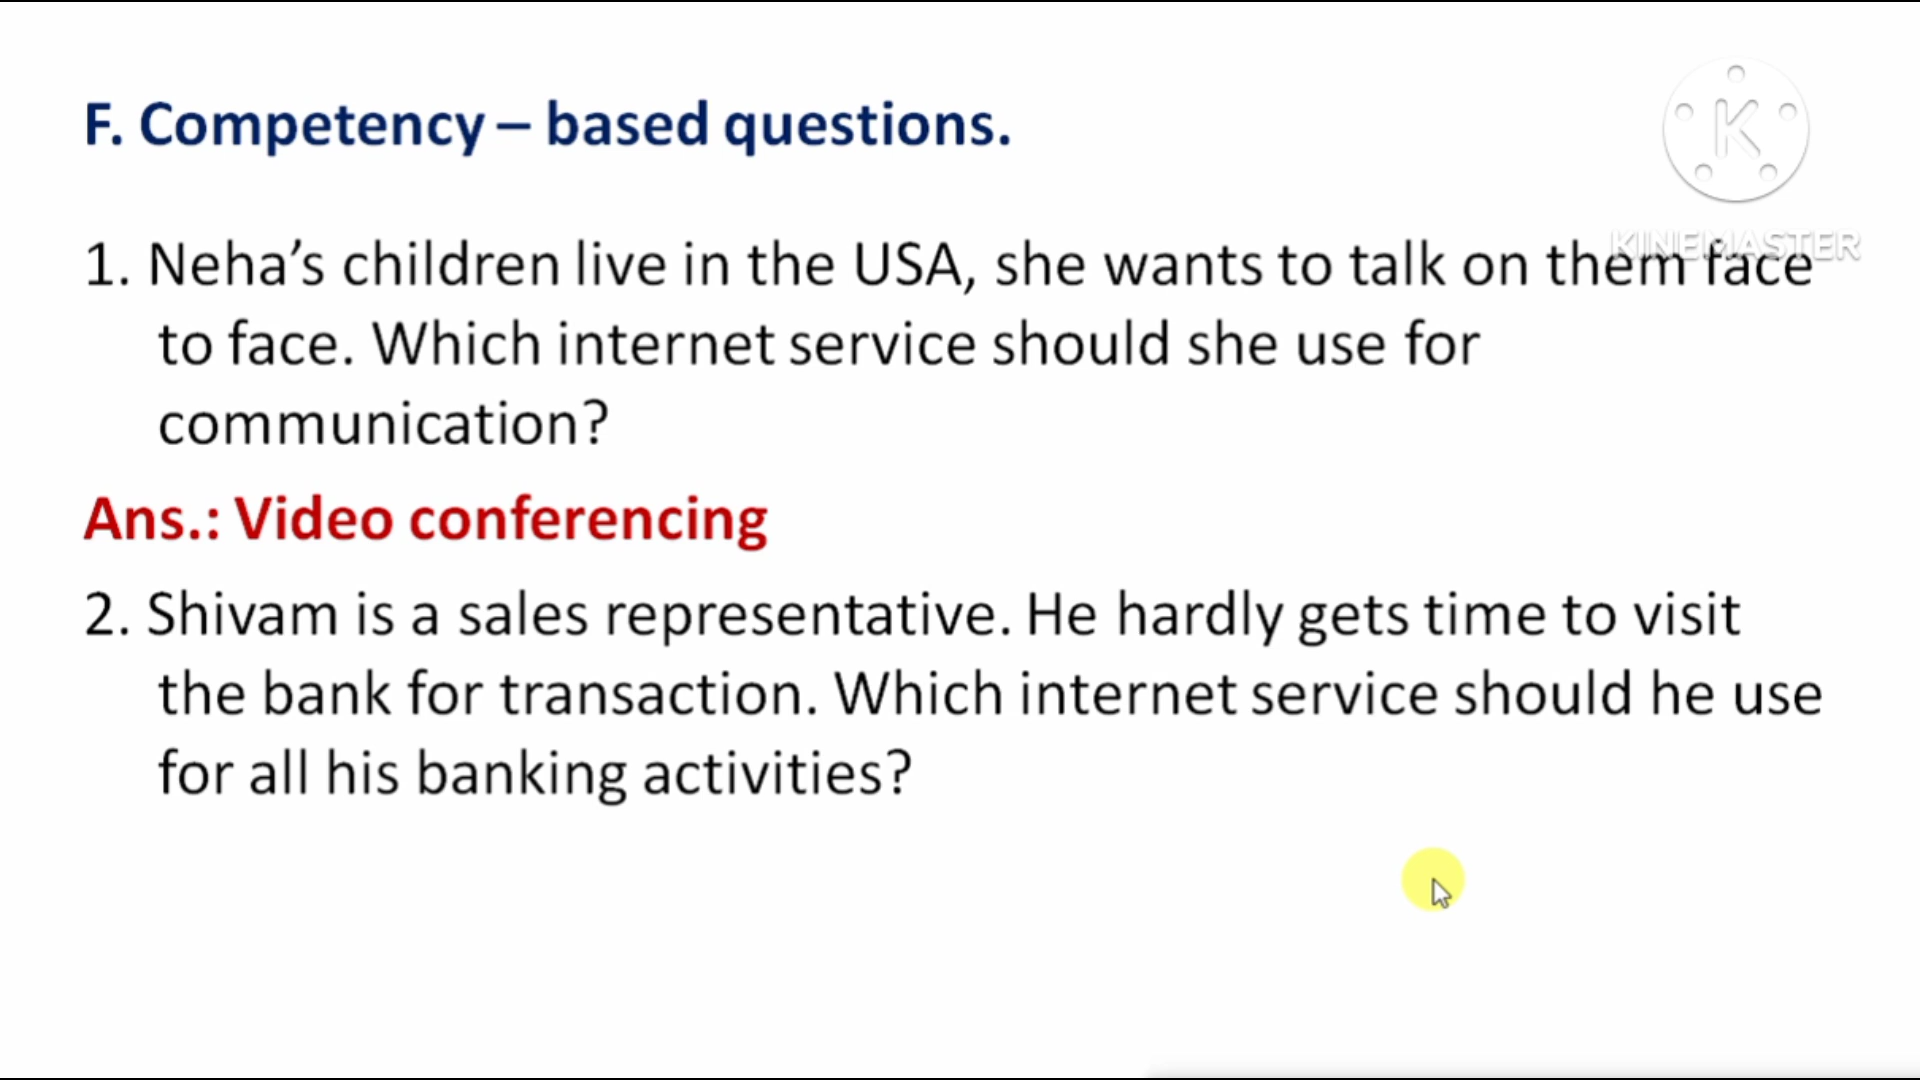 F. Competency – based questions.
K
KINEMASTER
1. Neha’s children live in the USA, she wants to talk on them face
to face. Which internet service should she use for
communication?
Ans.: Video conferencing
2. Shivam is a sales representative. He hardly gets time to visit
the bank for transaction. Which internet service should he use
for all his banking activities?